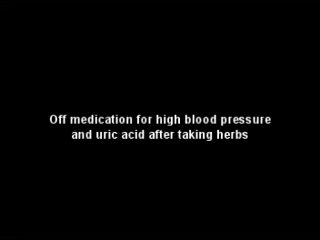 Off medication for high blood pressure
and uric acid after taking herbs